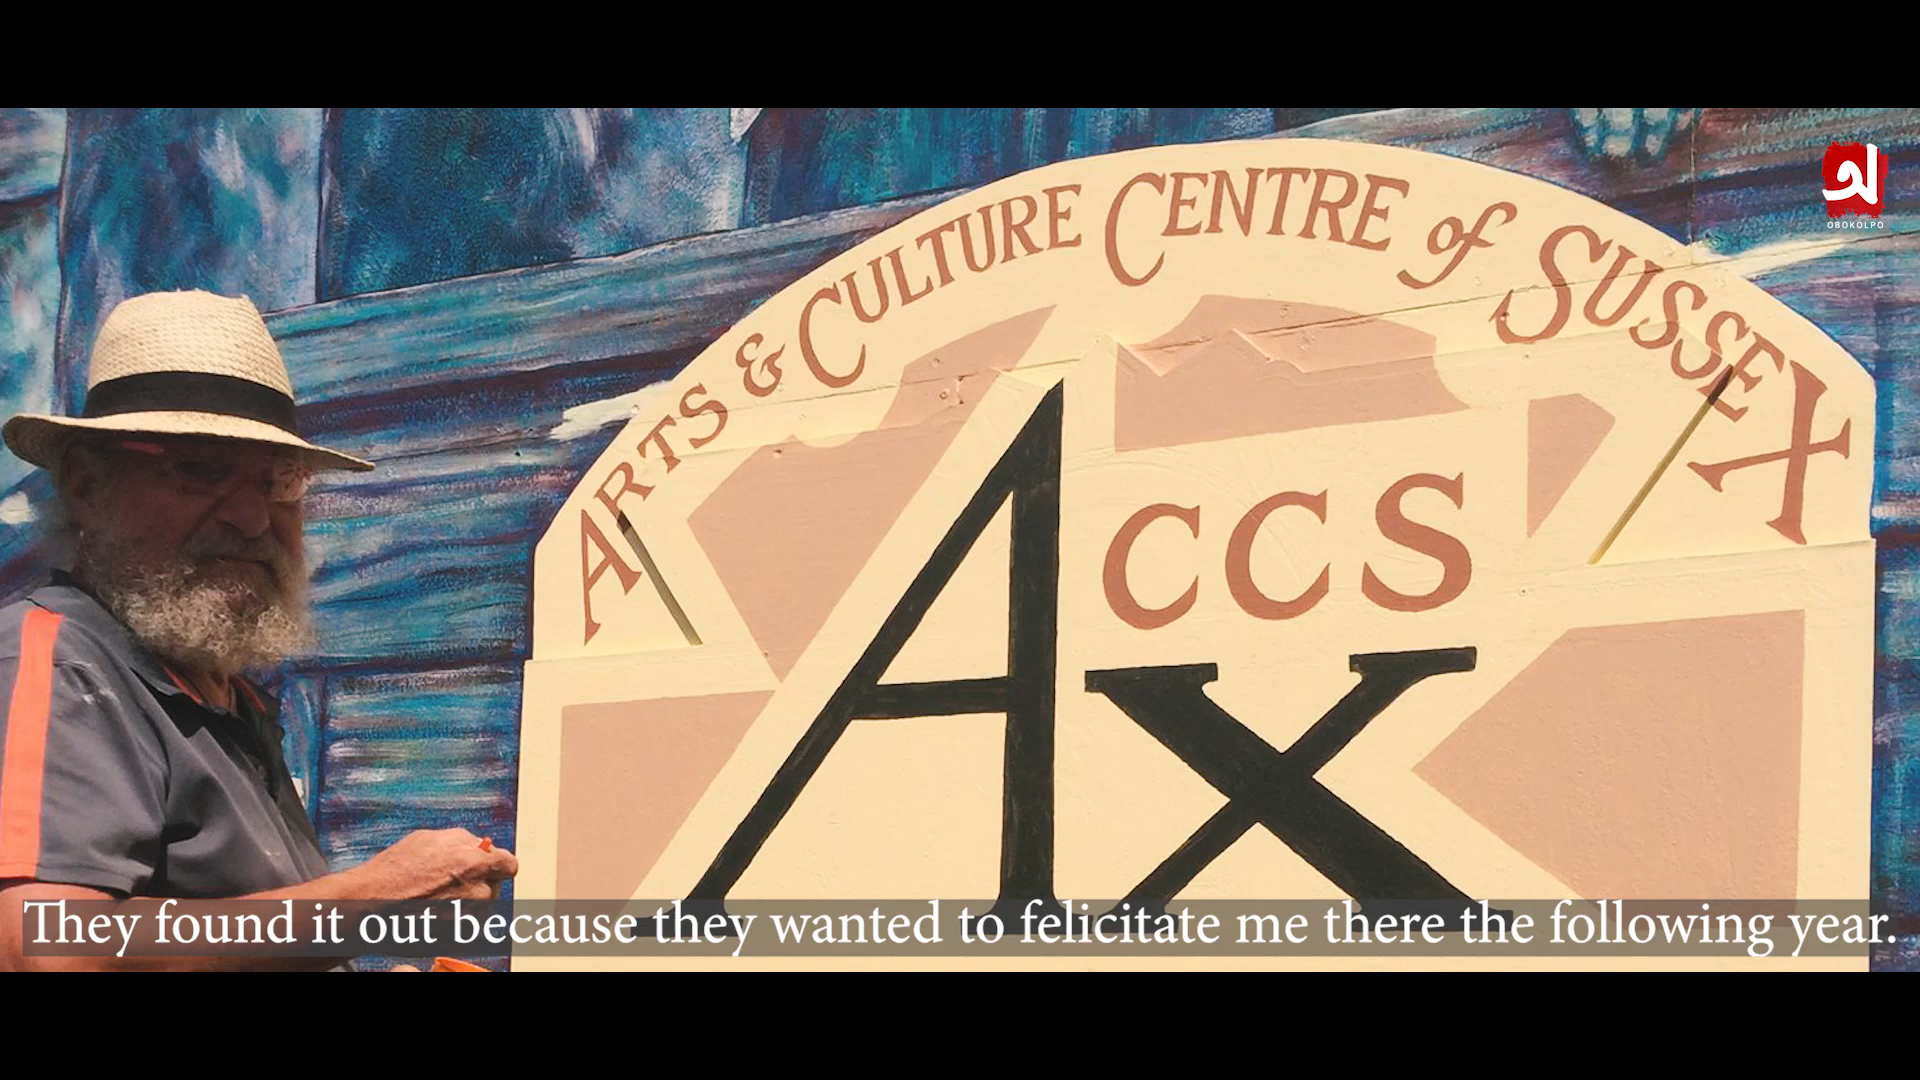 ARTS & CULTURE CENTRE of SUSSEX
অ
OBOKOLPO
ACCS
Ax
They found it out because they wanted to felicitate me there the following year.